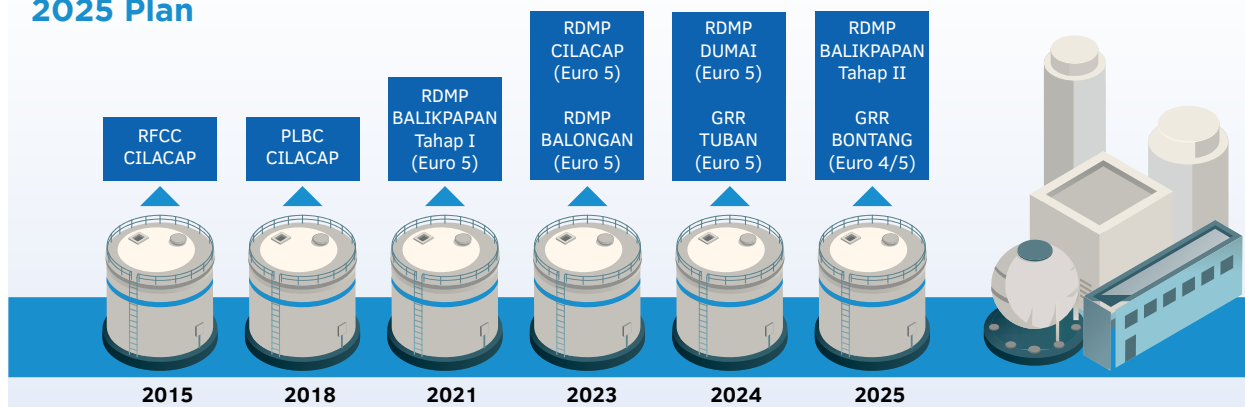 2025 Plan
RFCC
CILACAP
PLBC
CILACAP
RDMP
BALIKPAPAN
Tahap I
(Euro 5)
RDMP
CILACAP
(Euro 5)
RDMP
BALONGAN
(Euro 5)
RDMP
DUMAI
(Euro 5)
GRR
TUBAN
(Euro 5)
RDMP
BALIKPAPAN
Tahap II
GRR
BONTANG
(Euro 4/5)
2015
2018
2021
2023
2024
2025